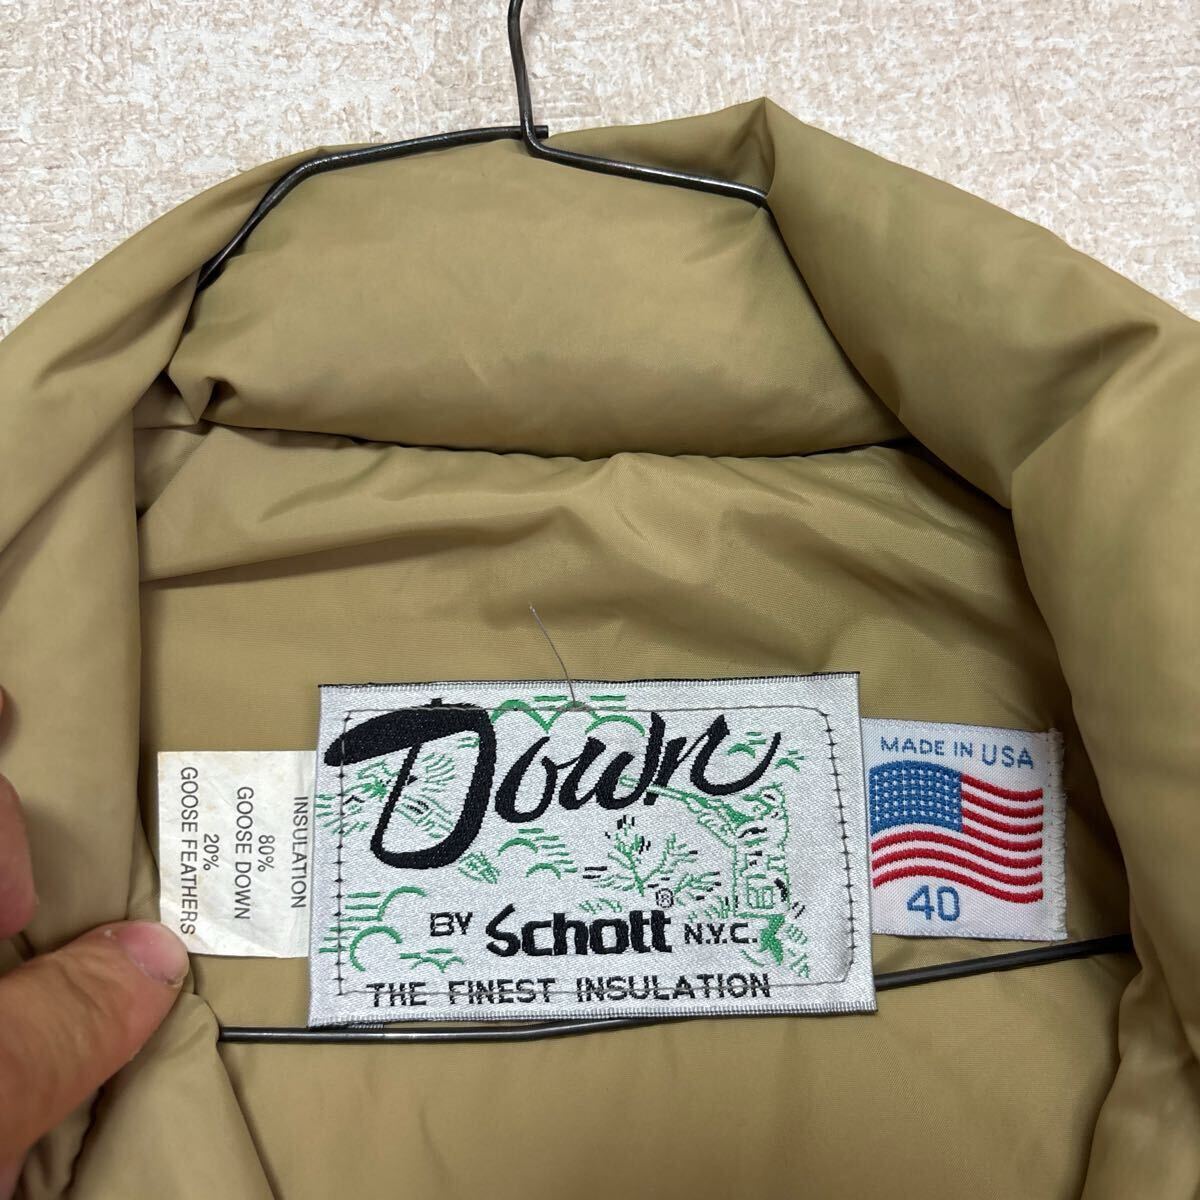 INSULATION
80%
GOOSE DOWN
20%
GOOSE FEATHERS
Down
BY Schott® N.Y.C.
THE FINEST INSULATION
MADE IN USA
40